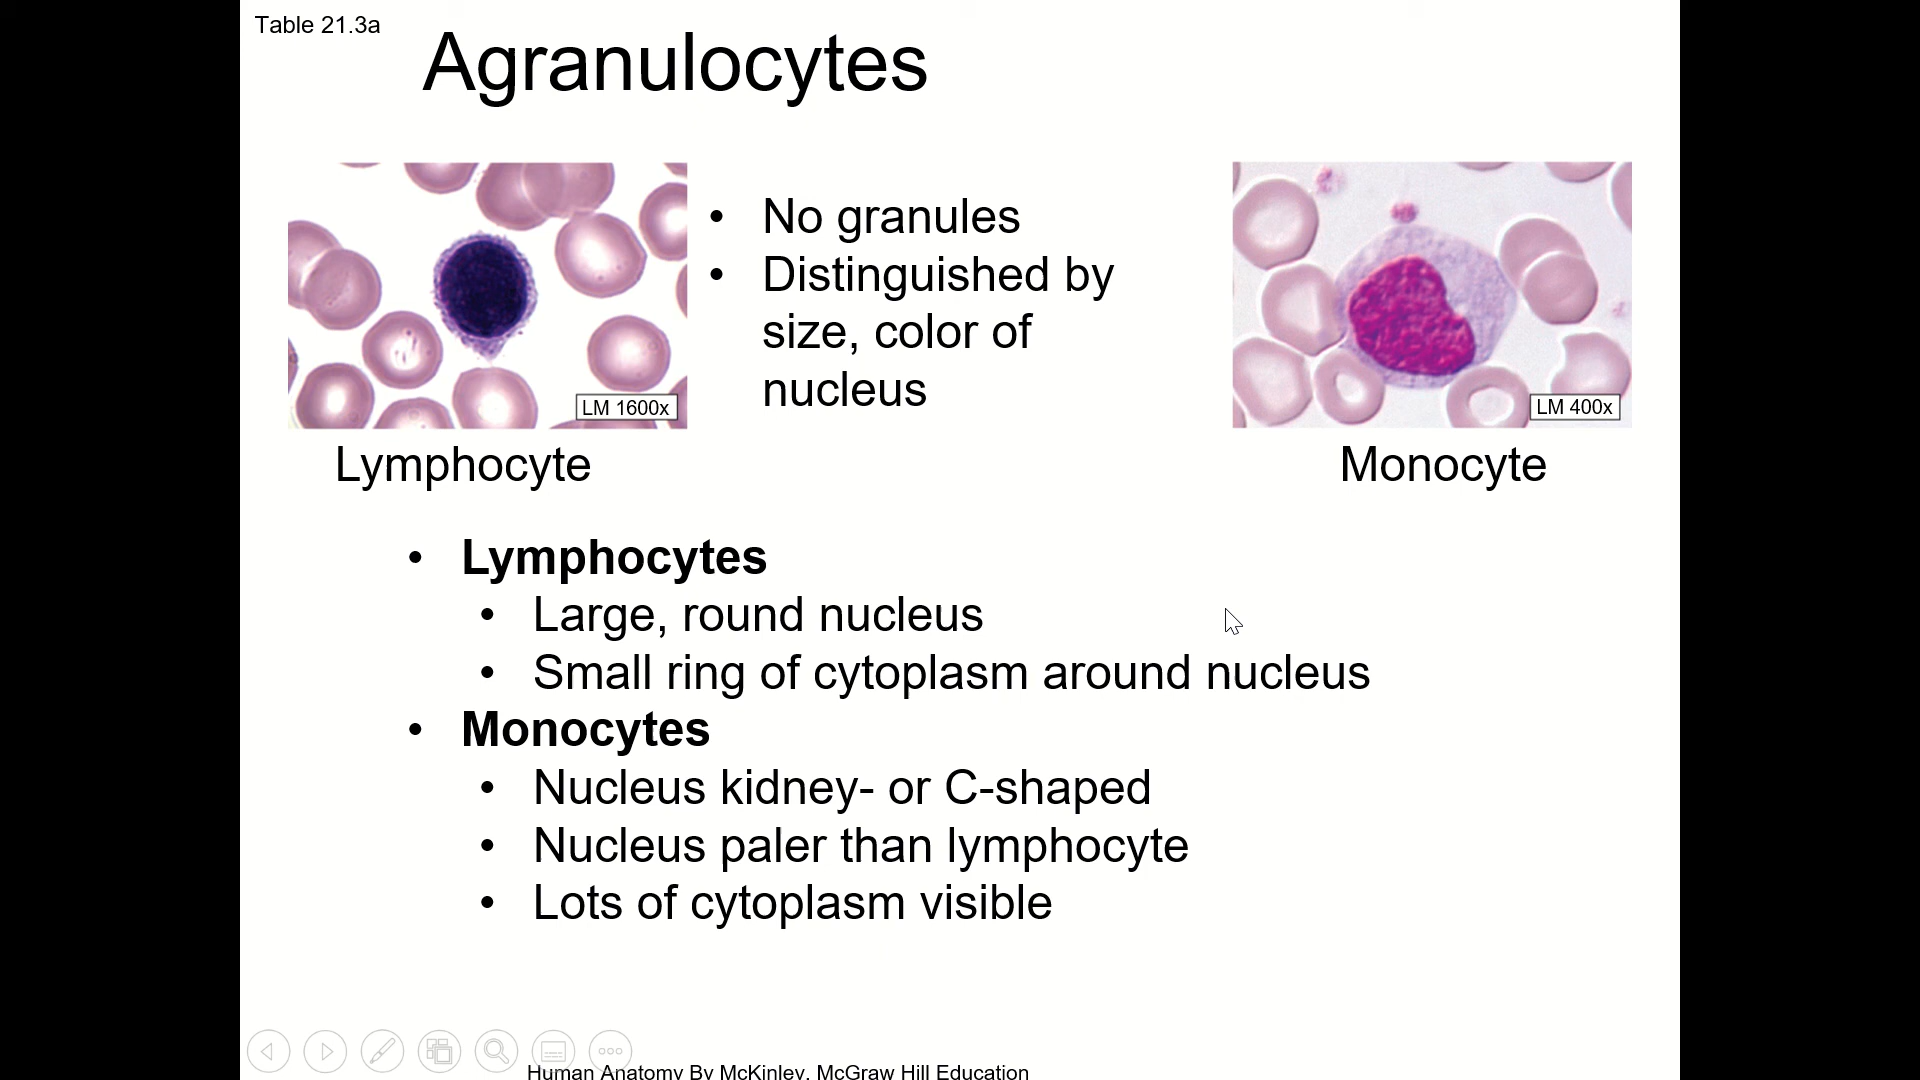 Table 21.3a
Agranulocytes
• No granules
• Distinguished by
size, color of
nucleus
LM 1600x
LM 400x
Lymphocyte
Monocyte
• Lymphocytes
• Large, round nucleus
• Small ring of cytoplasm around nucleus
• Monocytes
• Nucleus kidney- or C-shaped
• Nucleus paler than lymphocyte
• Lots of cytoplasm visible
Human Anatomy By McKinley, McGraw Hill Education